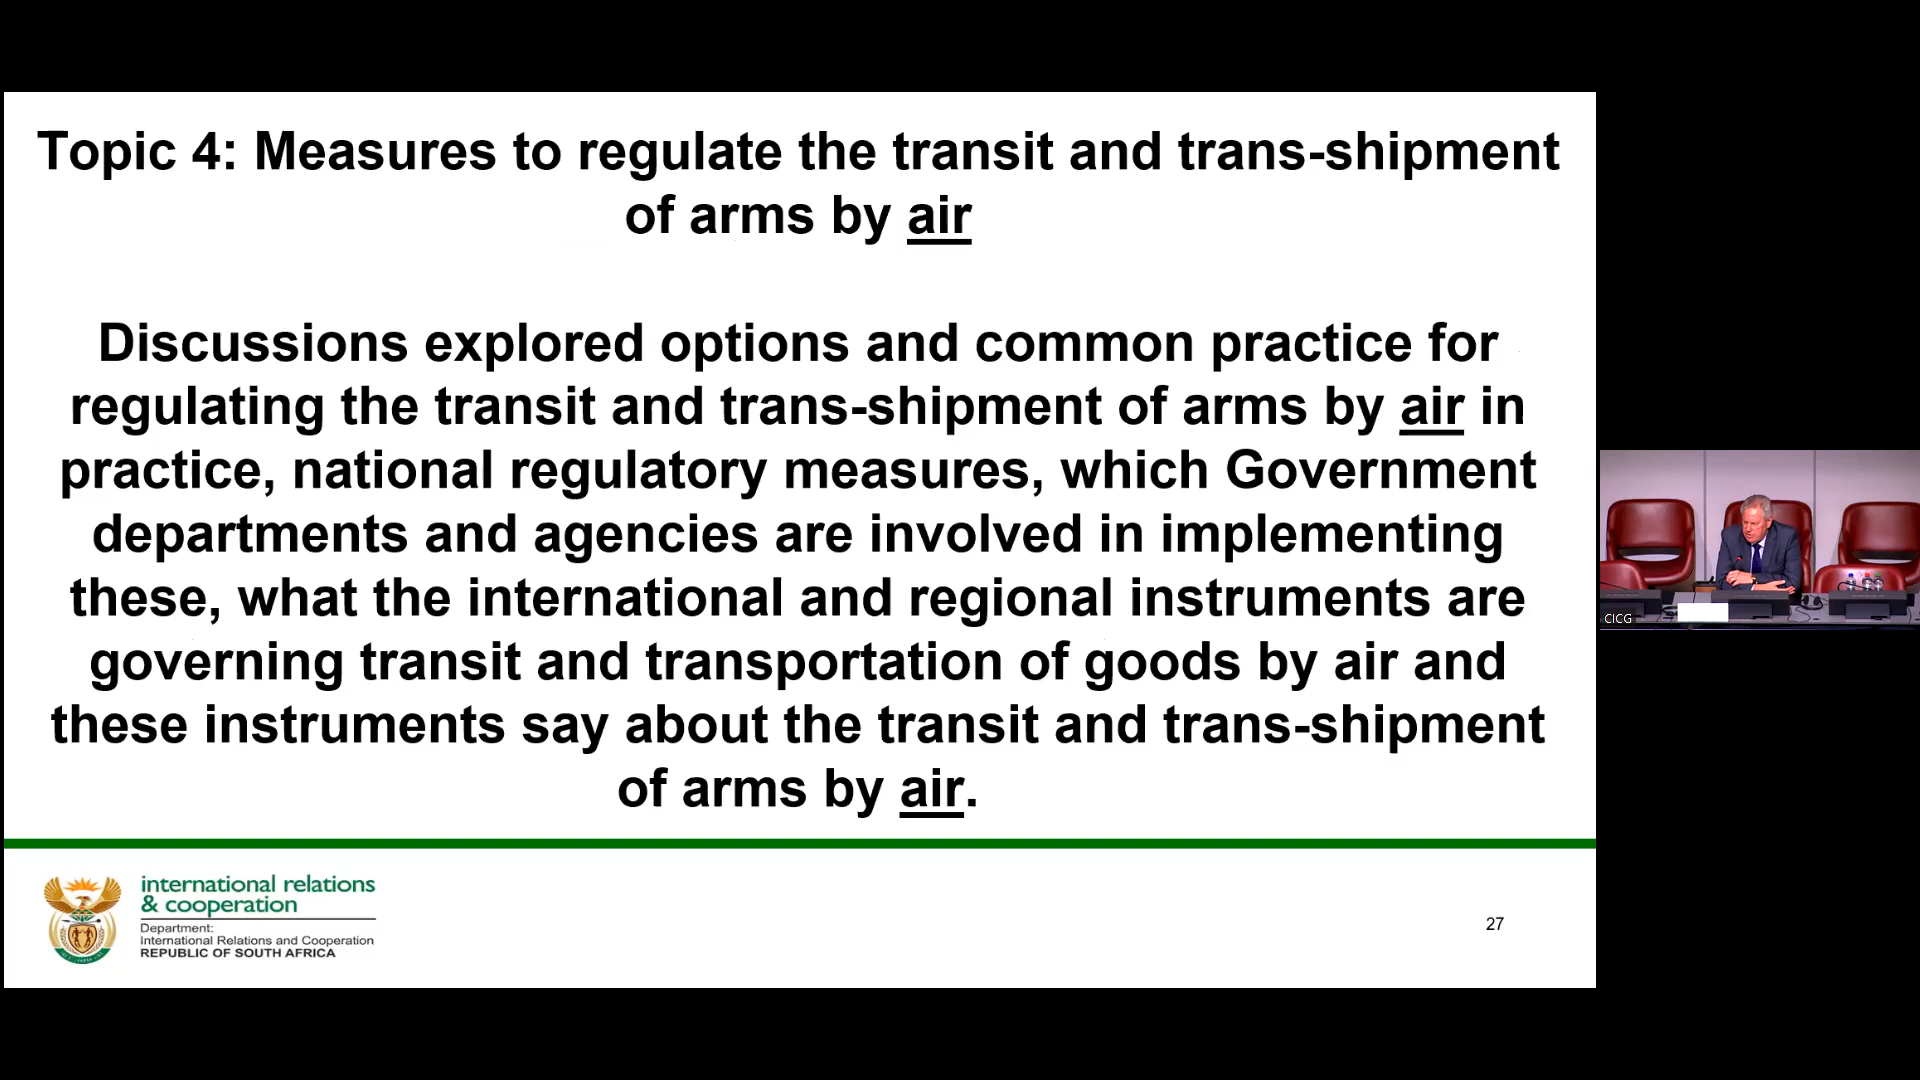 Topic 4: Measures to regulate the transit and trans-shipment
of arms by air
Discussions explored options and common practice for
regulating the transit and trans-shipment of arms by air in
practice, national regulatory measures, which Government
departments and agencies are involved in implementing
these, what the international and regional instruments are
governing transit and transportation of goods by air and
these instruments say about the transit and trans-shipment
of arms by air.
international relations
& cooperation
Department:
International Relations and Cooperation
REPUBLIC OF SOUTH AFRICA
27
CICG